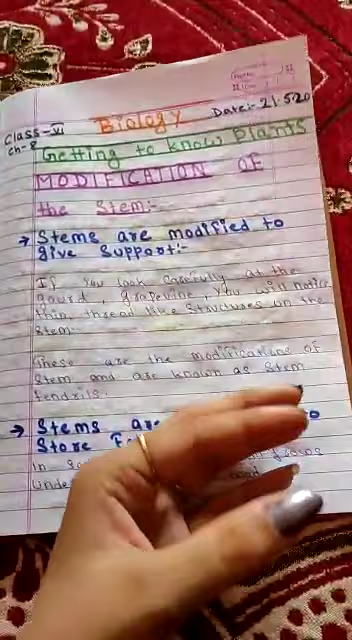 Class-VI
Ch-8
Biology
Date:- 21.5.20
Getting to know plants
MODIFICATION OF
the Stem:-
→ Stems are modified to
give Support:-
If You look carefully at the
gourd, grapevine, You will notice
thin, thread like Structures on the
Stem.
These are the modifications of
Stem and are known as Stem
tendrils.
→ Stems are
Store
In
Unde